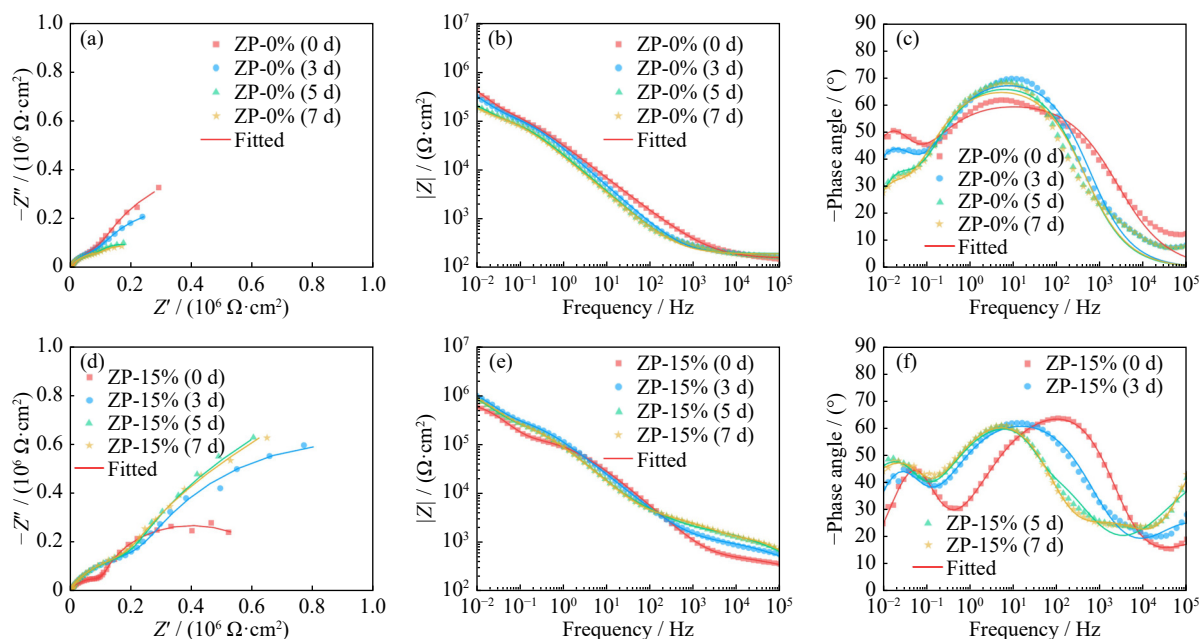 (a)
ZP-0% (0 d)
ZP-0% (3 d)
ZP-0% (5 d)
ZP-0% (7 d)
Fitted
1.0
0.8
0.6
0.4
0.2
0
0 0.2 0.4 0.6 0.8 1.0
−Z″ / (10⁶ Ω·cm²)
Z′ / (10⁶ Ω·cm²)
(b)
ZP-0% (0 d)
ZP-0% (3 d)
ZP-0% (5 d)
ZP-0% (7 d)
Fitted
10⁷
10⁶
10⁵
10⁴
10³
10²
10⁻² 10⁻¹ 10⁰ 10¹ 10² 10³ 10⁴ 10⁵
|Z| / (Ω·cm²)
Frequency / Hz
(c)
ZP-0% (0 d)
ZP-0% (3 d)
ZP-0% (5 d)
ZP-0% (7 d)
Fitted
90
80
70
60
50
40
30
20
10
0
10⁻² 10⁻¹ 10⁰ 10¹ 10² 10³ 10⁴ 10⁵
−Phase angle / (°)
Frequency / Hz
(d)
ZP-15% (0 d)
ZP-15% (3 d)
ZP-15% (5 d)
ZP-15% (7 d)
Fitted
1.0
0.8
0.6
0.4
0.2
0
0 0.2 0.4 0.6 0.8 1.0
−Z″ / (10⁶ Ω·cm²)
Z′ / (10⁶ Ω·cm²)
(e)
ZP-15% (0 d)
ZP-15% (3 d)
ZP-15% (5 d)
ZP-15% (7 d)
Fitted
10⁷
10⁶
10⁵
10⁴
10³
10²
10⁻² 10⁻¹ 10⁰ 10¹ 10² 10³ 10⁴ 10⁵
|Z| / (Ω·cm²)
Frequency / Hz
(f)
ZP-15% (0 d)
ZP-15% (3 d)
ZP-15% (5 d)
ZP-15% (7 d)
Fitted
90
80
70
60
50
40
30
20
10
0
10⁻² 10⁻¹ 10⁰ 10¹ 10² 10³ 10⁴ 10⁵
−Phase angle / (°)
Frequency / Hz